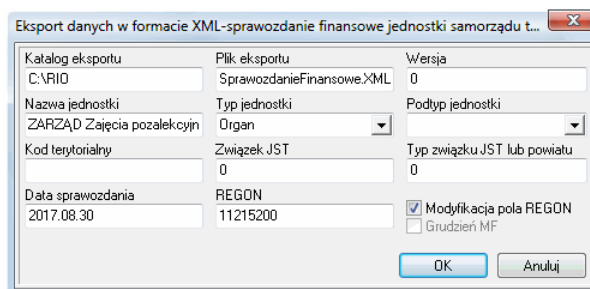 Eksport danych w formacie XML-sprawozdanie finansowe jednostki samorządu t...
Katalog eksportu Plik eksportu Wersja
C:\RIO SprawozdanieFinansowe.XML 0
Nazwa jednostki Typ jednostki Podtyp jednostki
ZARZĄD Zajęcia pozalekcyjn Organ
Kod terytorialny Związek JST Typ związku JST lub powiatu
0 0
Data sprawozdania REGON
2017.08.30 11215200 Modyfikacja pola REGON
Grudzień MF
OK Anuluj